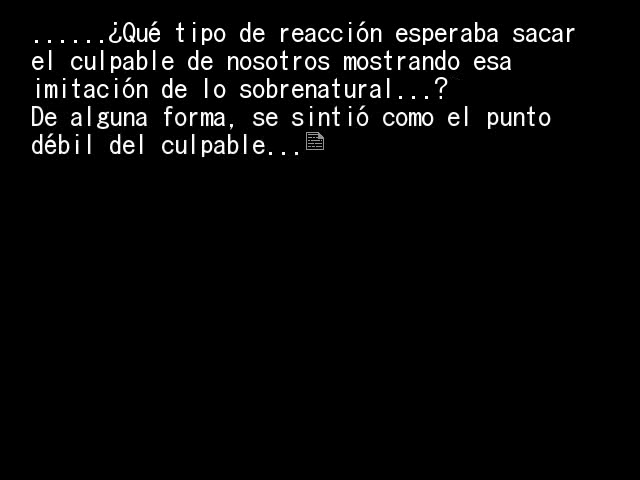 ......¿Qué tipo de reacción esperaba sacar
el culpable de nosotros mostrando esa
imitación de lo sobrenatural...?
De alguna forma, se sintió como el punto
débil del culpable...